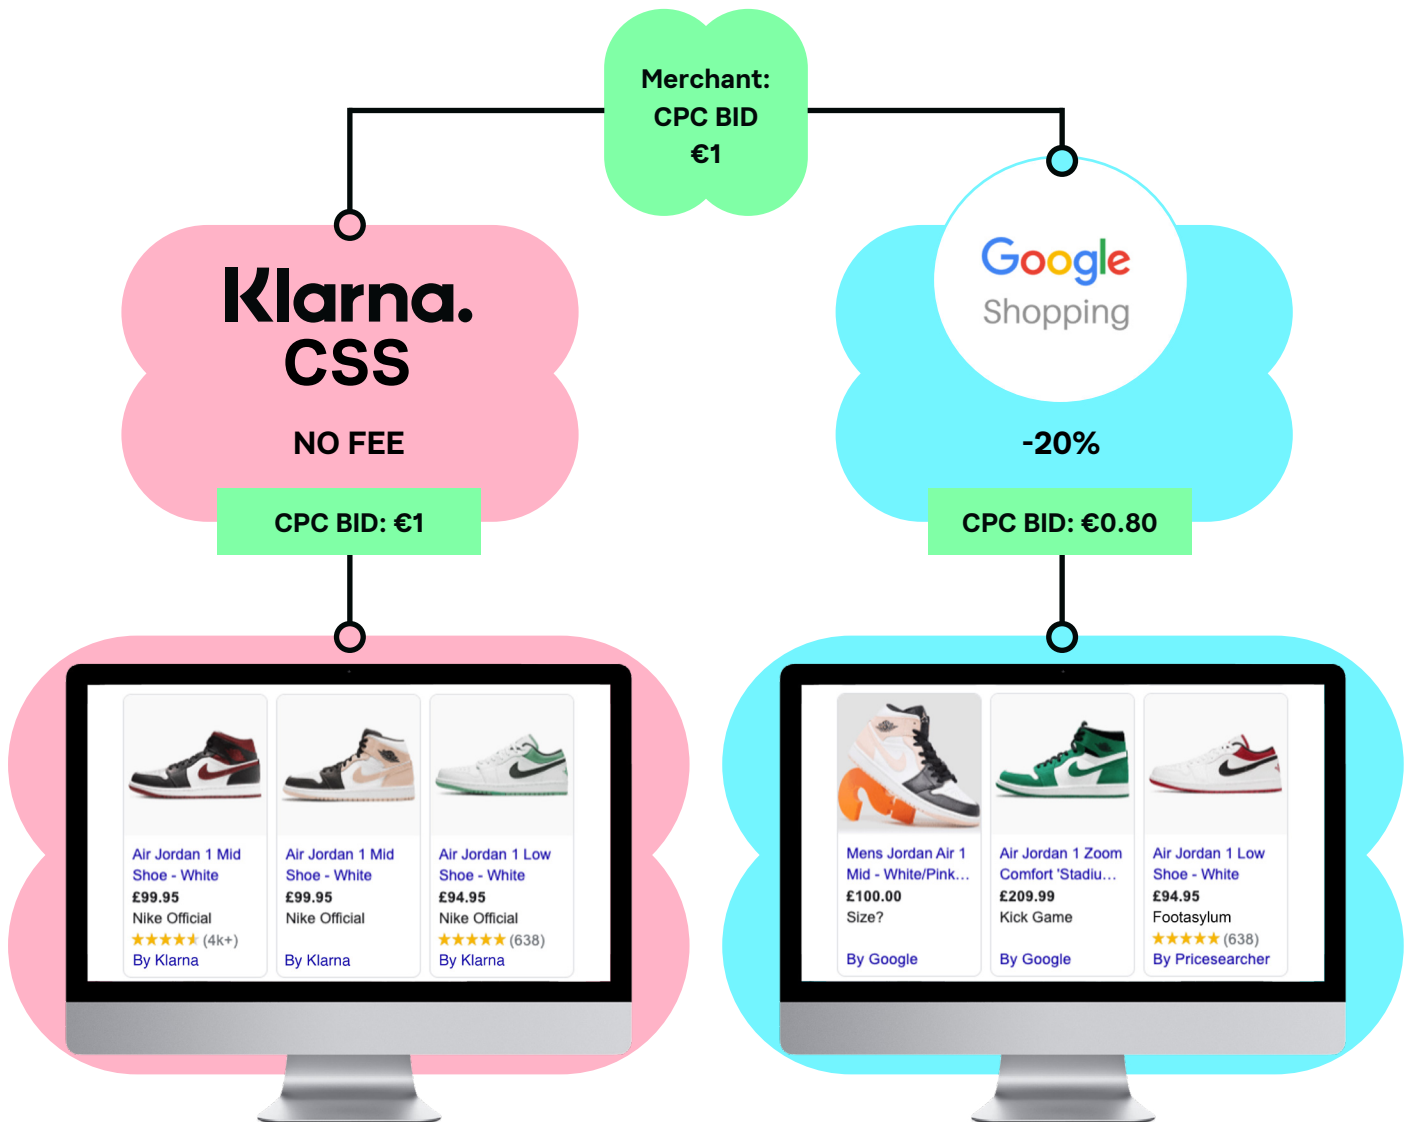 Merchant:
CPC BID
€1
Klarna.
CSS
NO FEE
CPC BID: €1
Google
Shopping
-20%
CPC BID: €0.80
Air Jordan 1 Mid
Shoe - White
£99.95
Nike Official
(4k+)
By Klarna
Air Jordan 1 Mid
Shoe - White
£99.95
Nike Official
By Klarna
Air Jordan 1 Low
Shoe - White
£94.95
Nike Official
(638)
By Klarna
Mens Jordan Air 1
Mid - White/Pink...
£100.00
Size?
By Google
Air Jordan 1 Zoom
Comfort 'Stadiu...
£209.99
Kick Game
By Google
Air Jordan 1 Low
Shoe - White
£94.95
Footasylum
(638)
By Pricesearcher